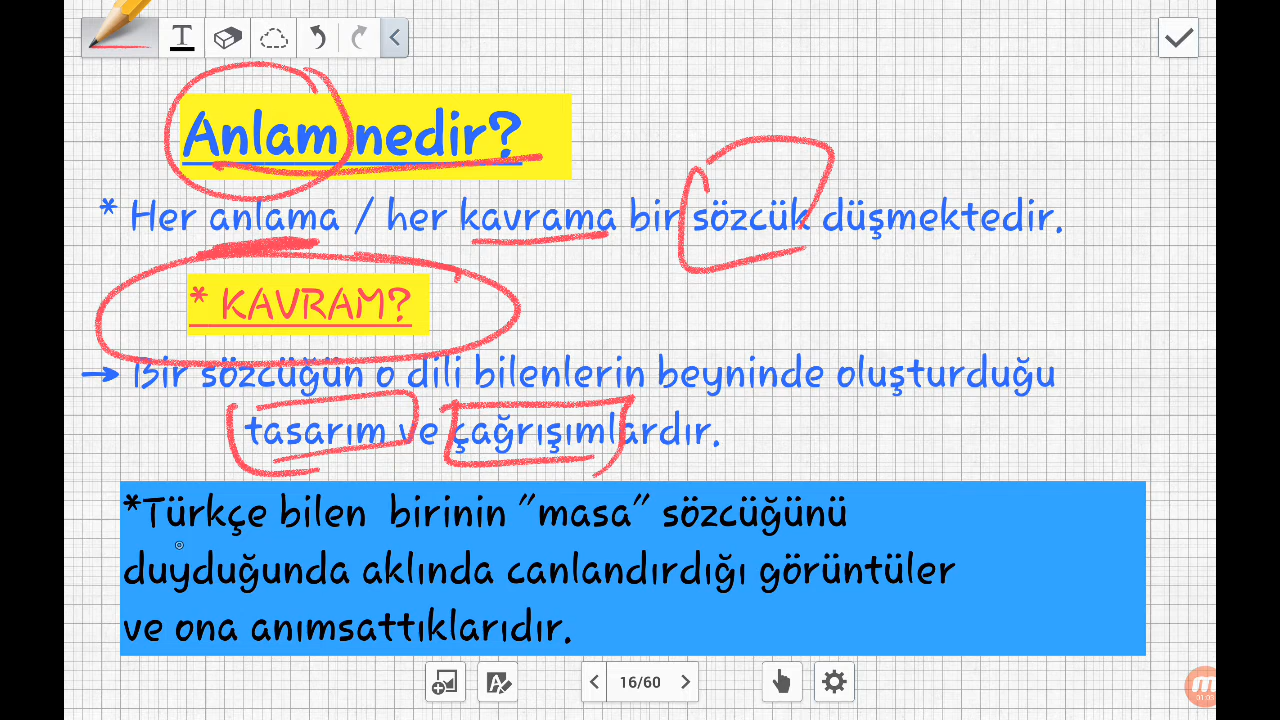 T
Anlam nedir?
* Her anlama / her kavrama bir sözcük düşmektedir.
* KAVRAM?
→ Bir sözcüğün o dili bilenlerin beyninde oluşturduğu
tasarım ve çağrışımlardır.
*Türkçe bilen birinin "masa" sözcüğünü
duyduğunda aklında canlandırdığı görüntüler
ve ona anımsattıklarıdır.
16/60